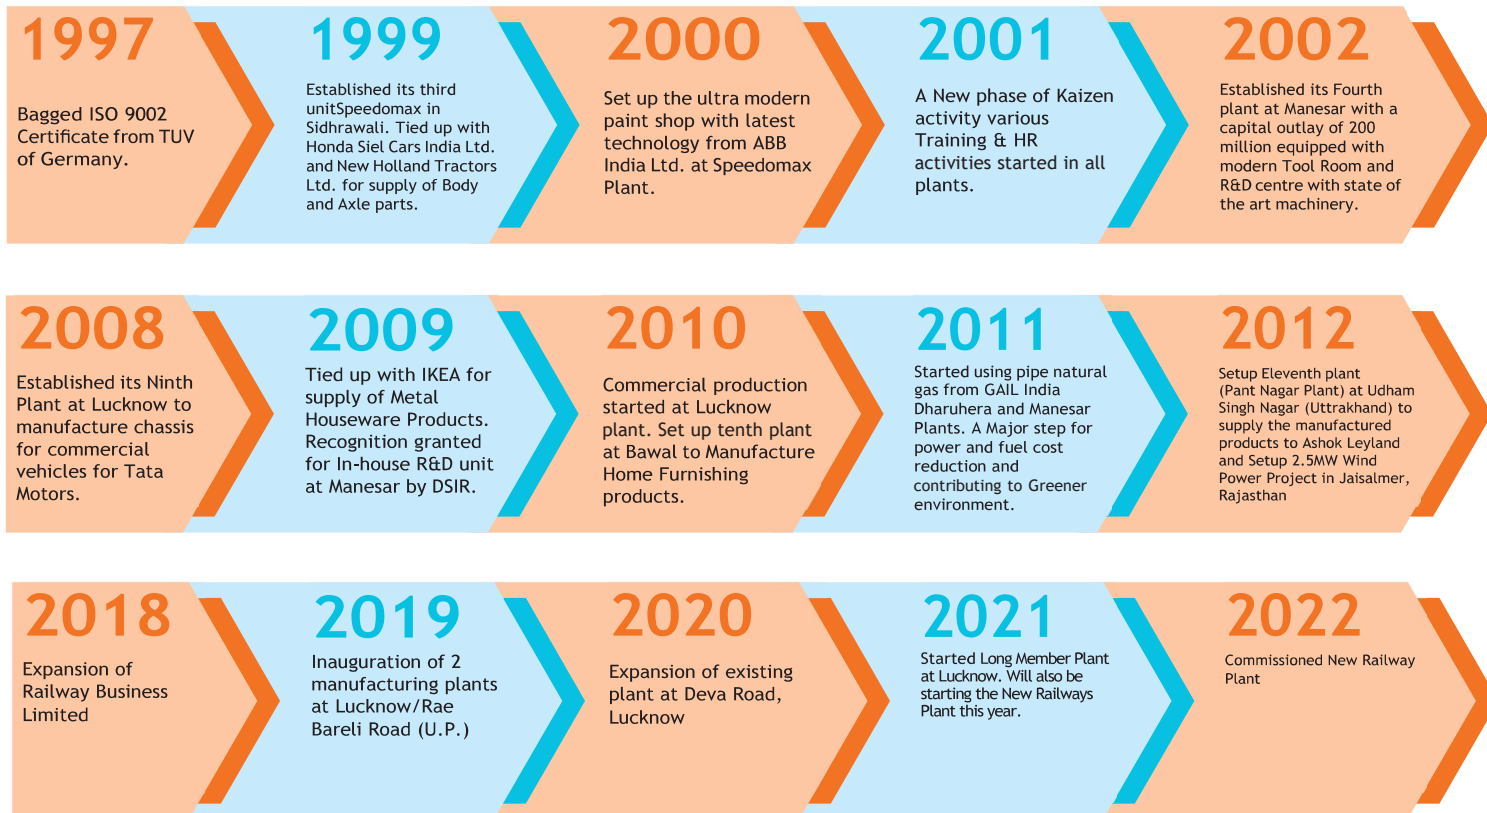 1997
Bagged ISO 9002
Certificate from TUV
of Germany.
1999
Established its third
unitSpeedomax in
Sidhrawali. Tied up with
Honda Siel Cars India Ltd.
and New Holland Tractors
Ltd. for supply of Body
and Axle parts.
2000
Set up the ultra modern
paint shop with latest
technology from ABB
India Ltd. at Speedomax
Plant.
2001
A New phase of Kaizen
activity various
Training & HR
activities started in all
plants.
2002
Established its Fourth
plant at Manesar with a
capital outlay of 200
million equipped with
modern Tool Room and
R&D centre with state of
the art machinery.
2008
Established its Ninth
Plant at Lucknow to
manufacture chassis
for commercial
vehicles for Tata
Motors.
2009
Tied up with IKEA for
supply of Metal
Houseware Products.
Recognition granted
for In-house R&D unit
at Manesar by DSIR.
2010
Commercial production
started at Lucknow
plant. Set up tenth plant
at Bawal to Manufacture
Home Furnishing
products.
2011
Started using pipe natural
gas from GAIL India
Dharuhera and Manesar
Plants. A Major step for
power and fuel cost
reduction and
contributing to Greener
environment.
2012
Setup Eleventh plant
(Pant Nagar Plant) at Udham
Singh Nagar (Uttrakhand) to
supply the manufactured
products to Ashok Leyland
and Setup 2.5MW Wind
Power Project in Jaisalmer,
Rajasthan
2018
Expansion of
Railway Business
Limited
2019
Inauguration of 2
manufacturing plants
at Lucknow/Rae
Bareli Road (U.P.)
2020
Expansion of existing
plant at Deva Road,
Lucknow
2021
Started Long Member Plant
at Lucknow. Will also be
starting the New Railways
Plant this year.
2022
Commissioned New Railway
Plant